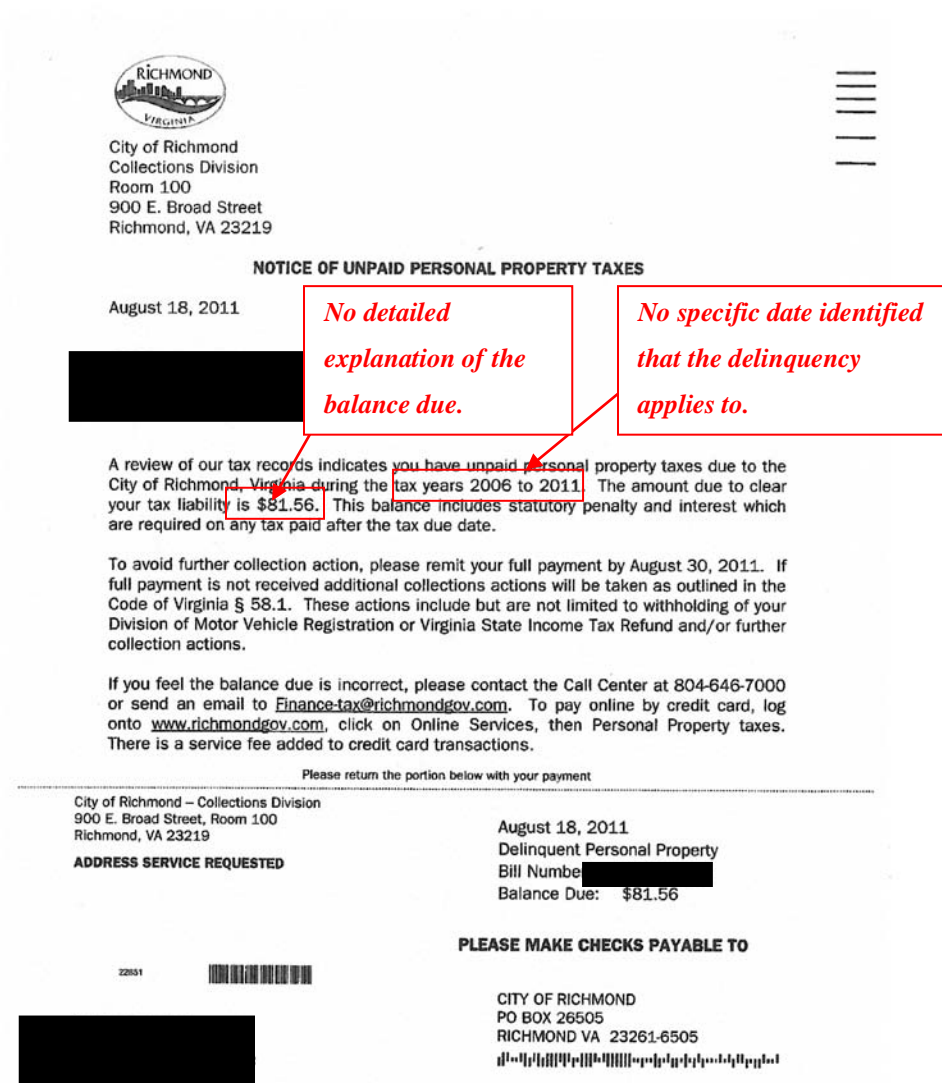 RICHMOND
VIRGINIA
City of Richmond
Collections Division
Room 100
900 E. Broad Street
Richmond, VA 23219
NOTICE OF UNPAID PERSONAL PROPERTY TAXES
August 18, 2011
No detailed
explanation of the
balance due.
No specific date identified
that the delinquency
applies to.
A review of our tax records indicates you have unpaid personal property taxes due to the
City of Richmond, Virginia during the tax years 2006 to 2011. The amount due to clear
your tax liability is $81.56. This balance includes statutory penalty and interest which
are required on any tax paid after the tax due date.
To avoid further collection action, please remit your full payment by August 30, 2011. If
full payment is not received additional collections actions will be taken as outlined in the
Code of Virginia § 58.1. These actions include but are not limited to withholding of your
Division of Motor Vehicle Registration or Virginia State Income Tax Refund and/or further
collection actions.
If you feel the balance due is incorrect, please contact the Call Center at 804-646-7000
or send an email to Finance-tax@richmondgov.com. To pay online by credit card, log
onto www.richmondgov.com, click on Online Services, then Personal Property taxes.
There is a service fee added to credit card transactions.
Please return the portion below with your payment
City of Richmond – Collections Division
900 E. Broad Street, Room 100
Richmond, VA 23219
ADDRESS SERVICE REQUESTED
August 18, 2011
Delinquent Personal Property
Bill Numbe
Balance Due: $81.56
PLEASE MAKE CHECKS PAYABLE TO
22651
CITY OF RICHMOND
PO BOX 26505
RICHMOND VA 23261-6505